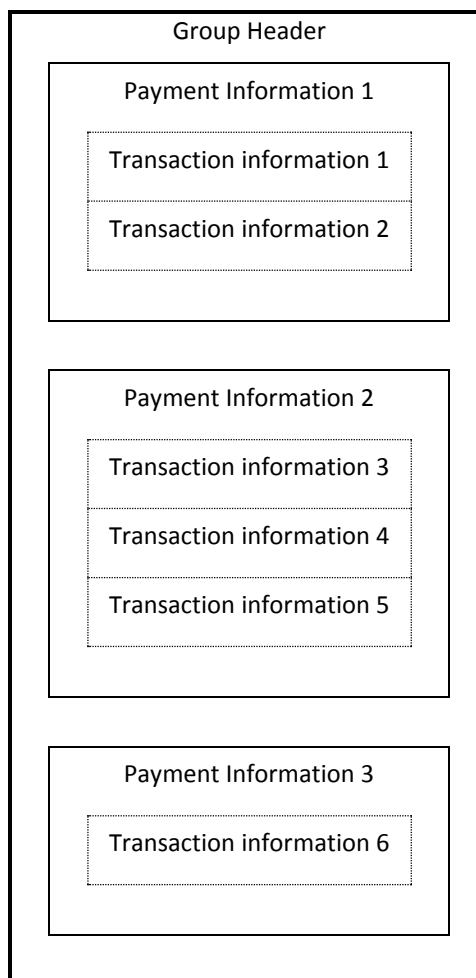 Group Header
Payment Information 1
Transaction information 1
Transaction information 2
Payment Information 2
Transaction information 3
Transaction information 4
Transaction information 5
Payment Information 3
Transaction information 6